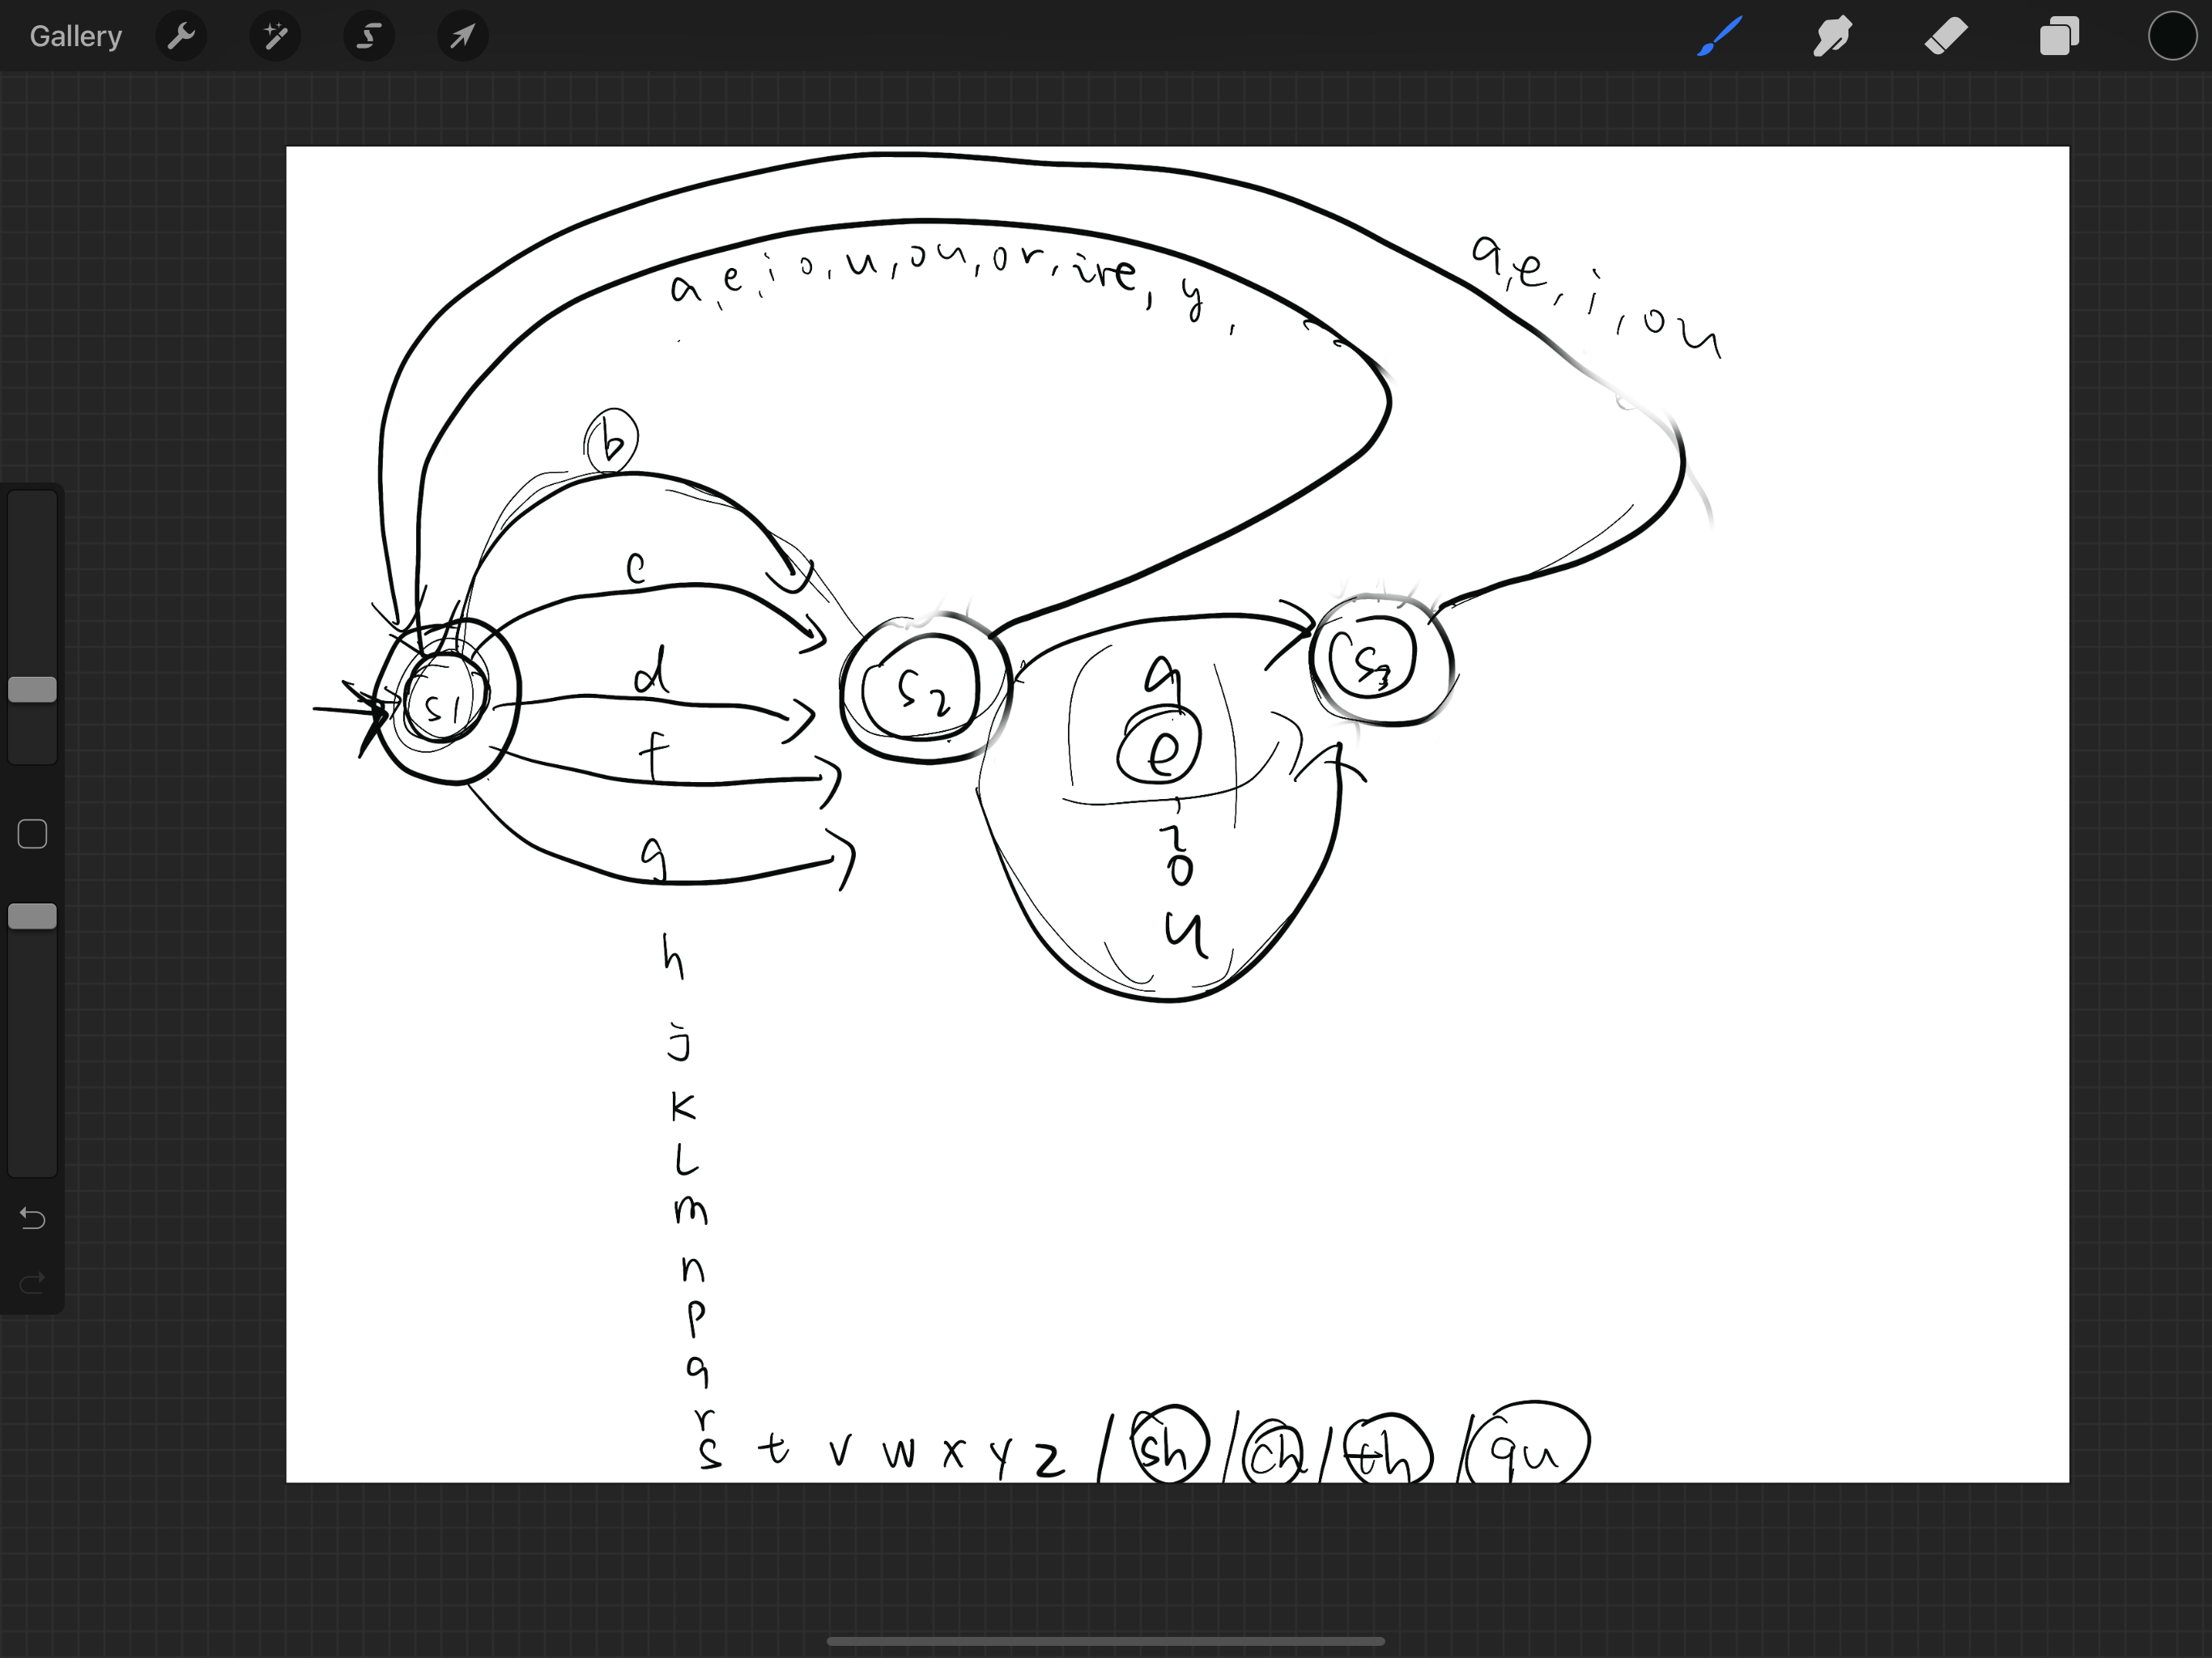 Gallery
a, e, i o, u, ou, or, ire, y,
a, e, i, ou
b
c
d
f
g
S1
S2
S3
a
e
i
o
u
h
j
K
L
m
n
p
q
r
s t v w x y z / sh / ch / th / qu